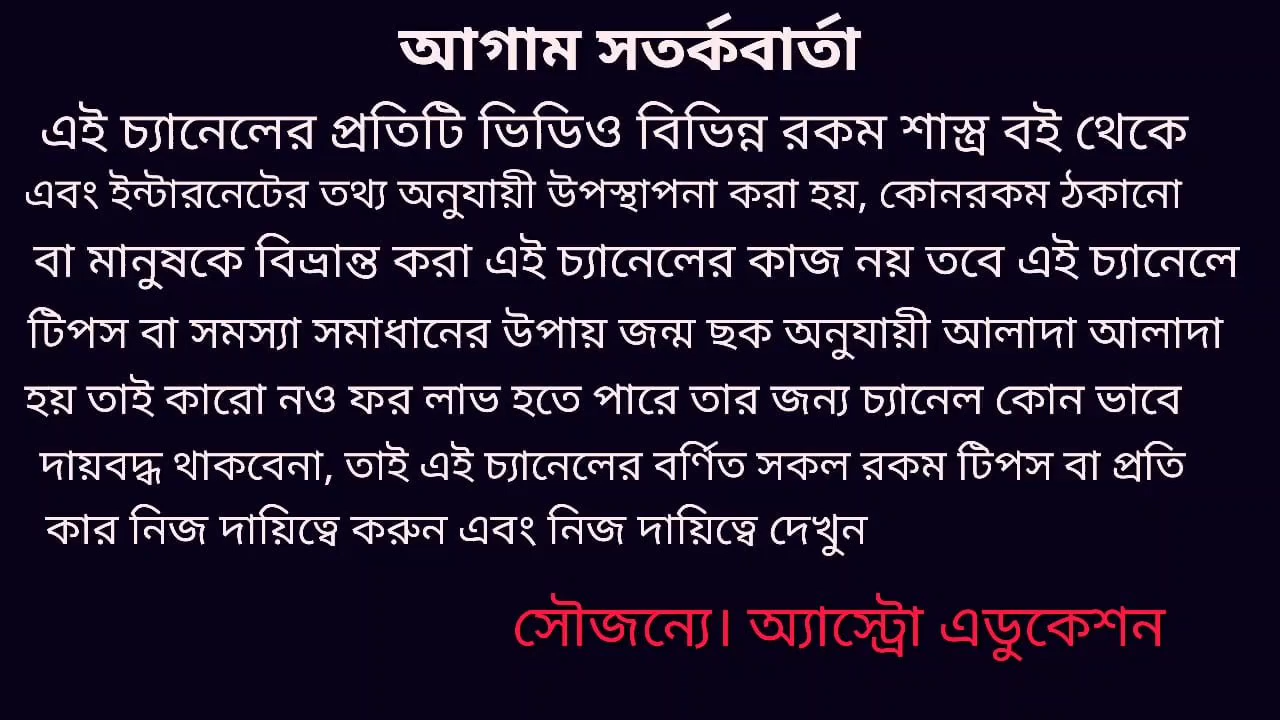 আগাম সতর্কবার্তা
এই চ্যানেলের প্রতিটি ভিডিও বিভিন্ন রকম শাস্ত্র বই থেকে
এবং ইন্টারনেটের তথ্য অনুযায়ী উপস্থাপনা করা হয়, কোনরকম ঠকানো
বা মানুষকে বিভ্রান্ত করা এই চ্যানেলের কাজ নয় তবে এই চ্যানেলে
টিপস বা সমস্যা সমাধানের উপায় জন্ম ছক অনুযায়ী আলাদা আলাদা
হয় তাই কারো নও ফর লাভ হতে পারে তার জন্য চ্যানেল কোন ভাবে
দায়বদ্ধ থাকবেনা, তাই এই চ্যানেলের বর্ণিত সকল রকম টিপস বা প্রতি
কার নিজ দায়িত্বে করুন এবং নিজ দায়িত্বে দেখুন
সৌজন্যে। অ্যাস্ট্রো এডুকেশন